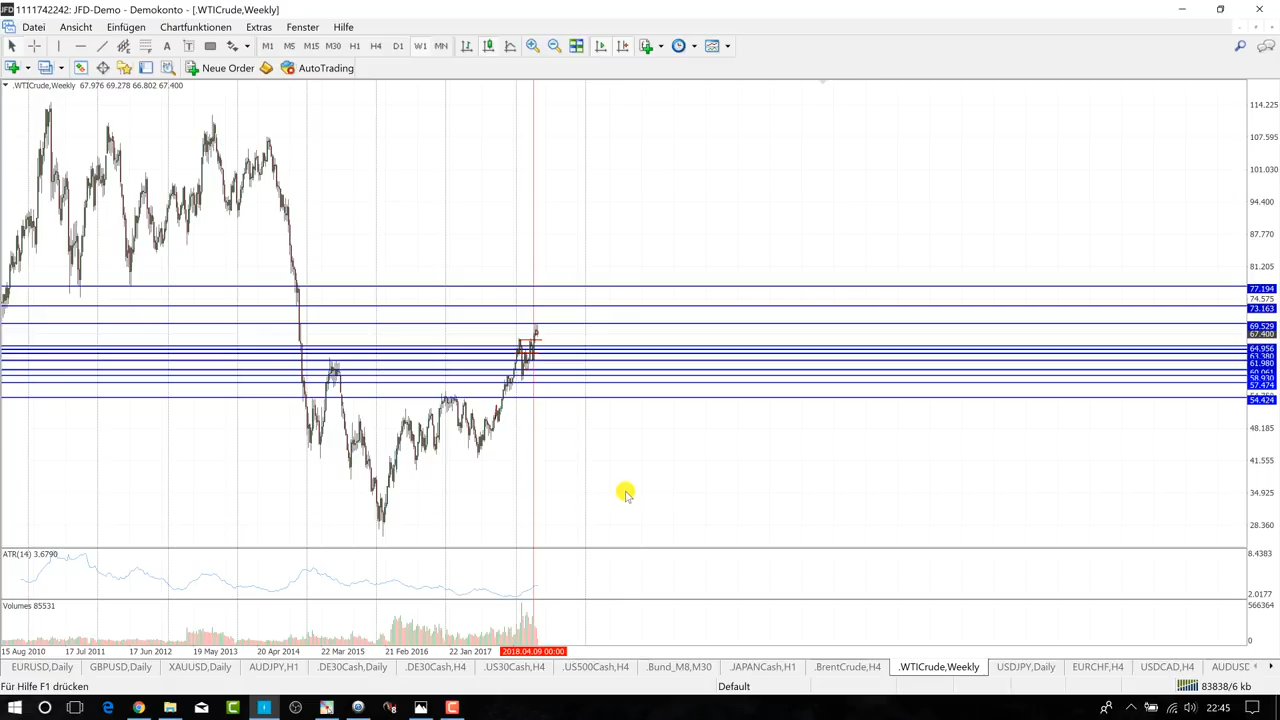 1111742242: JFD-Demo - Demokonto - [.WTICrude,Weekly]
Datei Einfügen Chartfunktionen Extras Fenster Hilfe
A T M1 M5 M15 M30 H1 H4 D1 W1 MN
Neue Order AutoTrading
.WTICrude,Weekly 67.976 69.278 66.802 67.400
114.225
107.595
101.030
94.400
87.770
81.205
77.194
74.575
73.163
69.529
67.400
64.956
63.380
61.980
58.930
57.474
54.424
48.185
41.555
34.925
28.360
ATR(14) 3.6790
8.4383
2.0177
Volumes 85531
566364
0
15 Aug 2010 17 Jul 2011 17 Jun 2012 19 May 2013 20 Apr 2014 22 Mar 2015 21 Feb 2016 22 Jan 2017 2018.04.09 00:00
EURUSD,Daily GBPUSD,Daily XAUUSD,Daily AUDJPY,H1 .DE30Cash,Daily .DE30Cash,H4 .US30Cash,H4 .US500Cash,H4 .Bund_M8,M30 .JAPANCash,H1 .BrentCrude,H4 .WTICrude,Weekly USDJPY,Daily EURCHF,H4 USDCAD,H4 AUDUSD
Für Hilfe F1 drücken Default 83838/6 kb
22:45